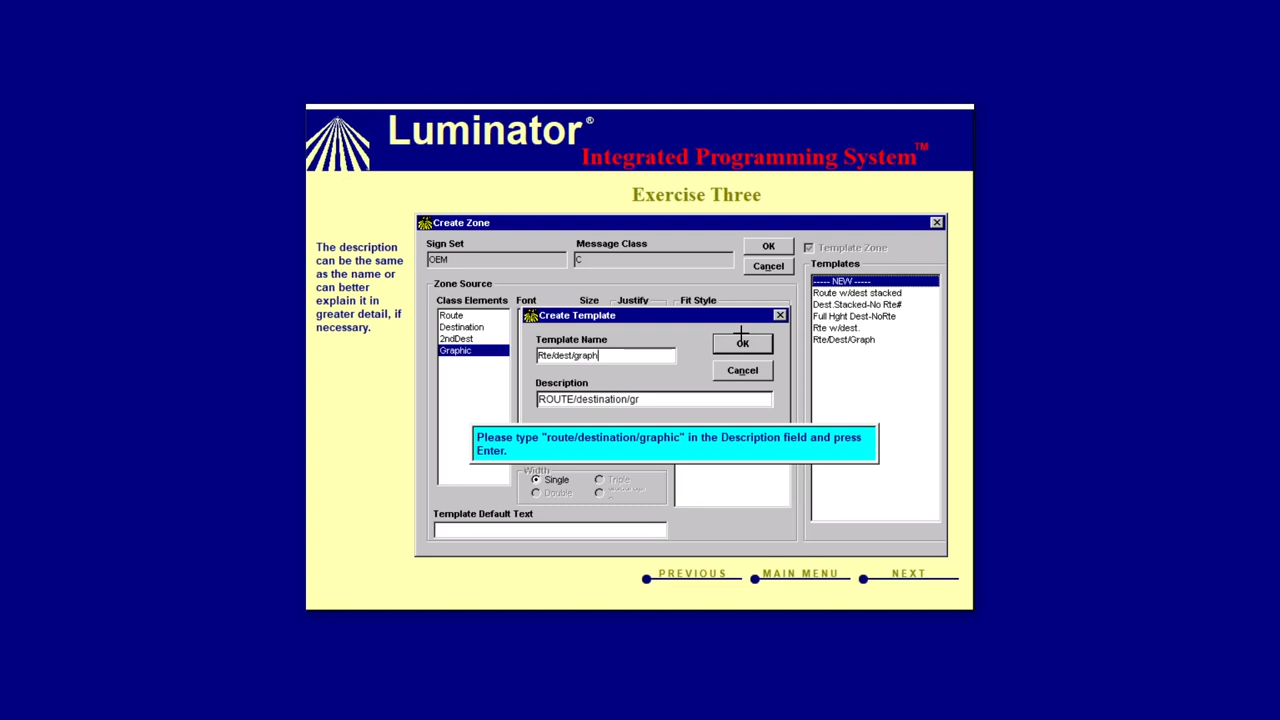 Luminator®
Integrated Programming System™
Exercise Three
The description
can be the same
as the name or
can better
explain it in
greater detail, if
necessary.
Create Zone
Sign Set
Message Class
OK
Template Zone
OEM
C
Cancel
Templates
Zone Source
Class Elements
Font
Size
Justify
Fit Style
Route
Destination
2ndDest
Graphic
----- NEW -----
Route w/dest stacked
Dest.Stacked-No Rte#
Full Hght Dest-NoRte
Rte w/dest.
Rte/Dest/Graph
Create Template
Template Name
OK
Rte/dest/graph
Cancel
Description
ROUTE/destination/gr
Please type "route/destination/graphic" in the Description field and press
Enter.
Width
Single
Triple
Double
Template Default Text
PREVIOUS
MAIN MENU
NEXT